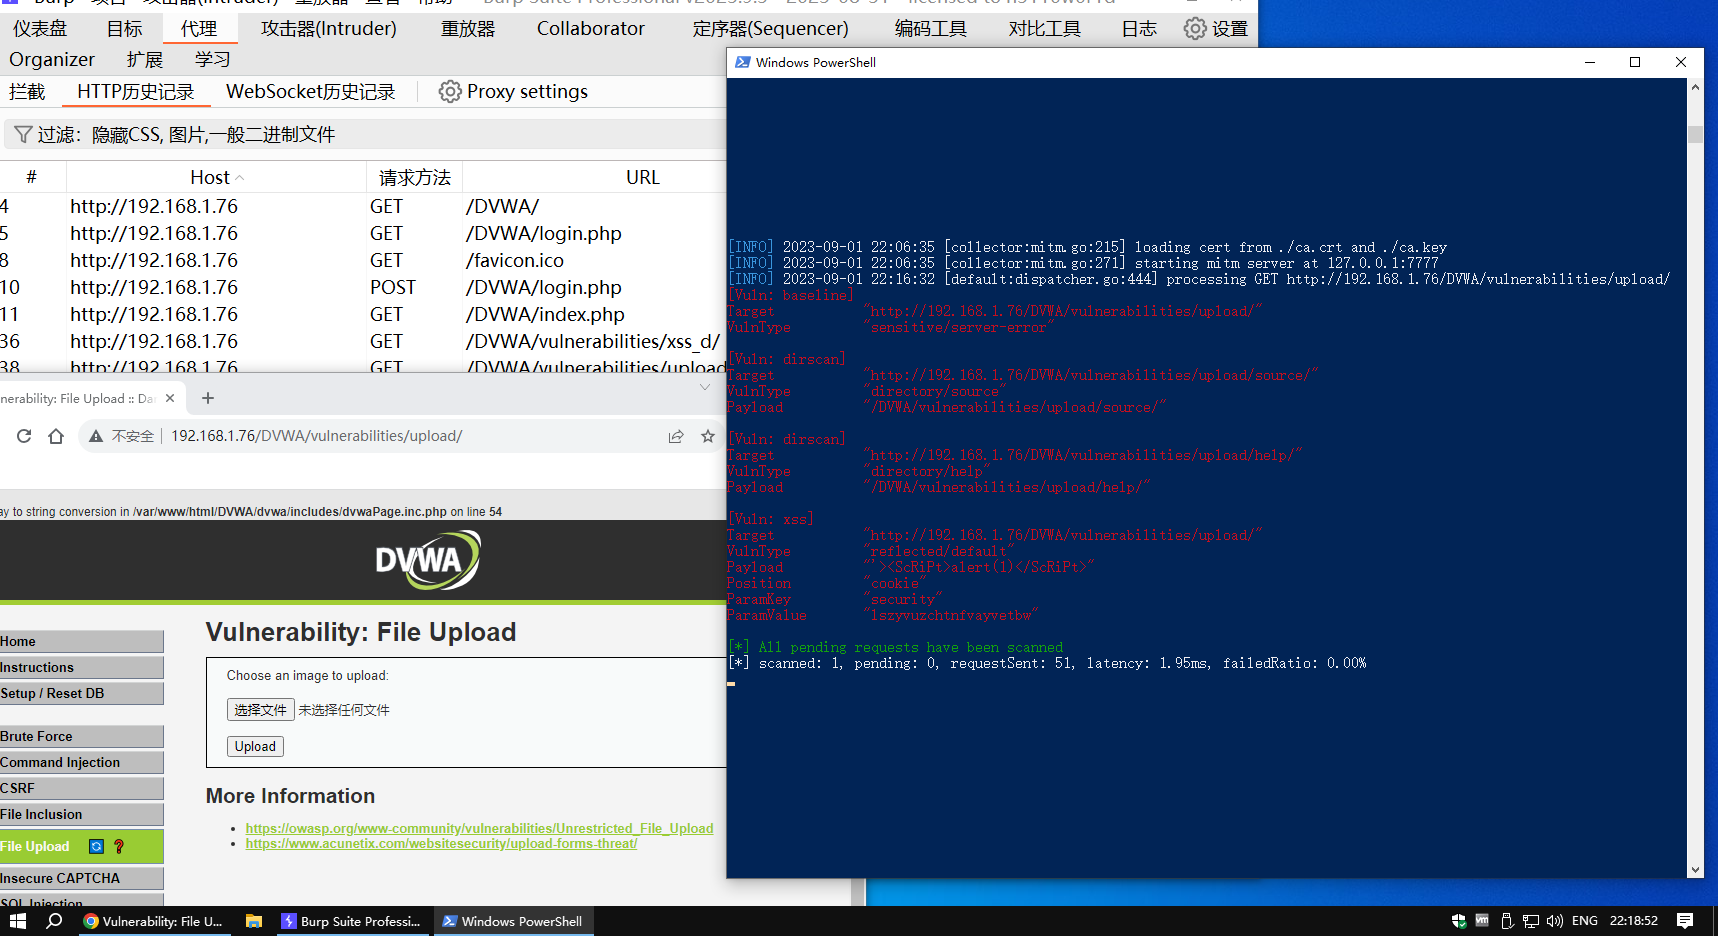 仪表盘 目标 代理 攻击器(Intruder) 重放器 Collaborator 定序器(Sequencer) 编码工具 对比工具 日志 设置
Organizer 扩展 学习
拦截 HTTP历史记录 WebSocket历史记录 Proxy settings
过滤：隐藏CSS, 图片,一般二进制文件
# Host 请求方法 URL
4 http://192.168.1.76 GET /DVWA/
5 http://192.168.1.76 GET /DVWA/login.php
8 http://192.168.1.76 GET /favicon.ico
10 http://192.168.1.76 POST /DVWA/login.php
11 http://192.168.1.76 GET /DVWA/index.php
36 http://192.168.1.76 GET /DVWA/vulnerabilities/xss_d/
38 http://192.168.1.76 GET /DVWA/vulnerabilities/upload
Windows PowerShell
[INFO] 2023-09-01 22:06:35 [collector:mitm.go:215] loading cert from ./ca.crt and ./ca.key
[INFO] 2023-09-01 22:06:35 [collector:mitm.go:271] starting mitm server at 127.0.0.1:7777
[INFO] 2023-09-01 22:16:32 [default:dispatcher.go:444] processing GET http://192.168.1.76/DVWA/vulnerabilities/upload/
[Vuln: baseline]
Target "http://192.168.1.76/DVWA/vulnerabilities/upload/"
VulnType "sensitive/server-error"
[Vuln: dirscan]
Target "http://192.168.1.76/DVWA/vulnerabilities/upload/source/"
VulnType "directory/source"
Payload "/DVWA/vulnerabilities/upload/source/"
[Vuln: dirscan]
Target "http://192.168.1.76/DVWA/vulnerabilities/upload/help/"
VulnType "directory/help"
Payload "/DVWA/vulnerabilities/upload/help/"
[Vuln: xss]
Target "http://192.168.1.76/DVWA/vulnerabilities/upload/"
VulnType "reflected/default"
Payload "'><ScRiPt>alert(1)</ScRiPt>"
Position "cookie"
ParamKey "security"
ParamValue "lszyyuzchtnfvayvetbw"
[*] All pending requests have been scanned
[*] scanned: 1, pending: 0, requestSent: 51, latency: 1.95ms, failedRatio: 0.00%
nerability: File Upload :: Da
不安全 192.168.1.76/DVWA/vulnerabilities/upload/
ay to string conversion in /var/www/html/DVWA/dvwa/includes/dvwaPage.inc.php on line 54
DVWA
Home
Instructions
Setup / Reset DB
Brute Force
Command Injection
CSRF
File Inclusion
File Upload ?
Insecure CAPTCHA
SQL Injection
Vulnerability: File Upload
Choose an image to upload:
选择文件 未选择任何文件
Upload
More Information
https://owasp.org/www-community/vulnerabilities/Unrestricted_File_Upload
https://www.acunetix.com/websitesecurity/upload-forms-threat/
Vulnerability: File U... Burp Suite Professi... Windows PowerShell vm ENG 22:18:52